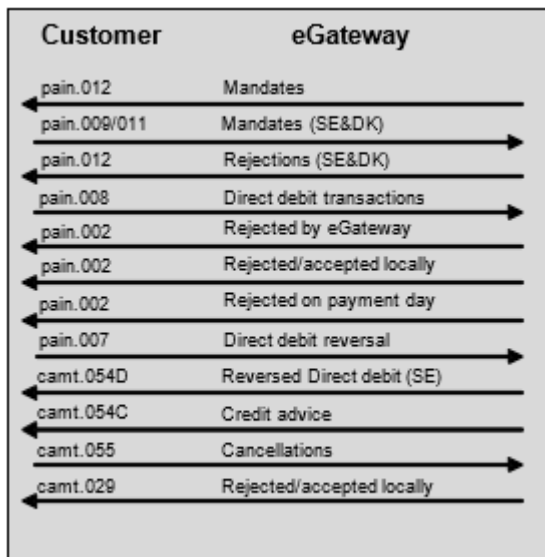 Customer eGateway
pain.012 Mandates
pain.009/011 Mandates (SE&DK)
pain.012 Rejections (SE&DK)
pain.008 Direct debit transactions
pain.002 Rejected by eGateway
pain.002 Rejected/accepted locally
pain.002 Rejected on payment day
pain.007 Direct debit reversal
camt.054D Reversed Direct debit (SE)
camt.054C Credit advice
camt.055 Cancellations
camt.029 Rejected/accepted locally